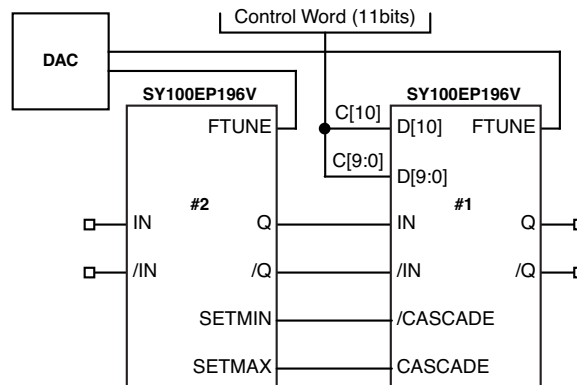 Control Word (11bits)
DAC
SY100EP196V
SY100EP196V
C[10]
FTUNE
D[10]
FTUNE
C[9:0]
D[9:0]
#2
#1
IN
Q
IN
Q
/IN
/Q
/IN
/Q
SETMIN
/CASCADE
SETMAX
CASCADE